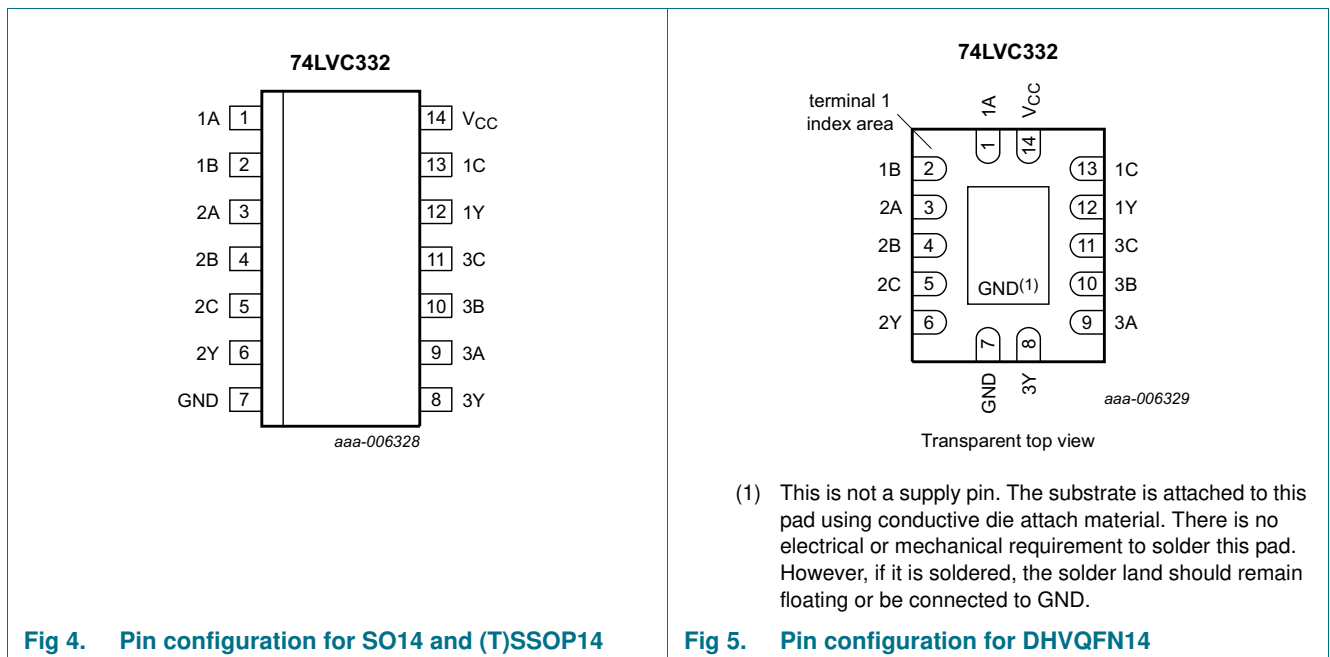 74LVC332
1A 1 14 VCC
1B 2 13 1C
2A 3 12 1Y
2B 4 11 3C
2C 5 10 3B
2Y 6 9 3A
GND 7 8 3Y
aaa-006328
Fig 4. Pin configuration for SO14 and (T)SSOP14
74LVC332
terminal 1
index area
1A VCC
1 14
1B 2 13 1C
2A 3 12 1Y
2B 4 11 3C
2C 5 GND(1) 10 3B
2Y 6 9 3A
7 8
GND 3Y
aaa-006329
Transparent top view
(1) This is not a supply pin. The substrate is attached to this
pad using conductive die attach material. There is no
electrical or mechanical requirement to solder this pad.
However, if it is soldered, the solder land should remain
floating or be connected to GND.
Fig 5. Pin configuration for DHVQFN14